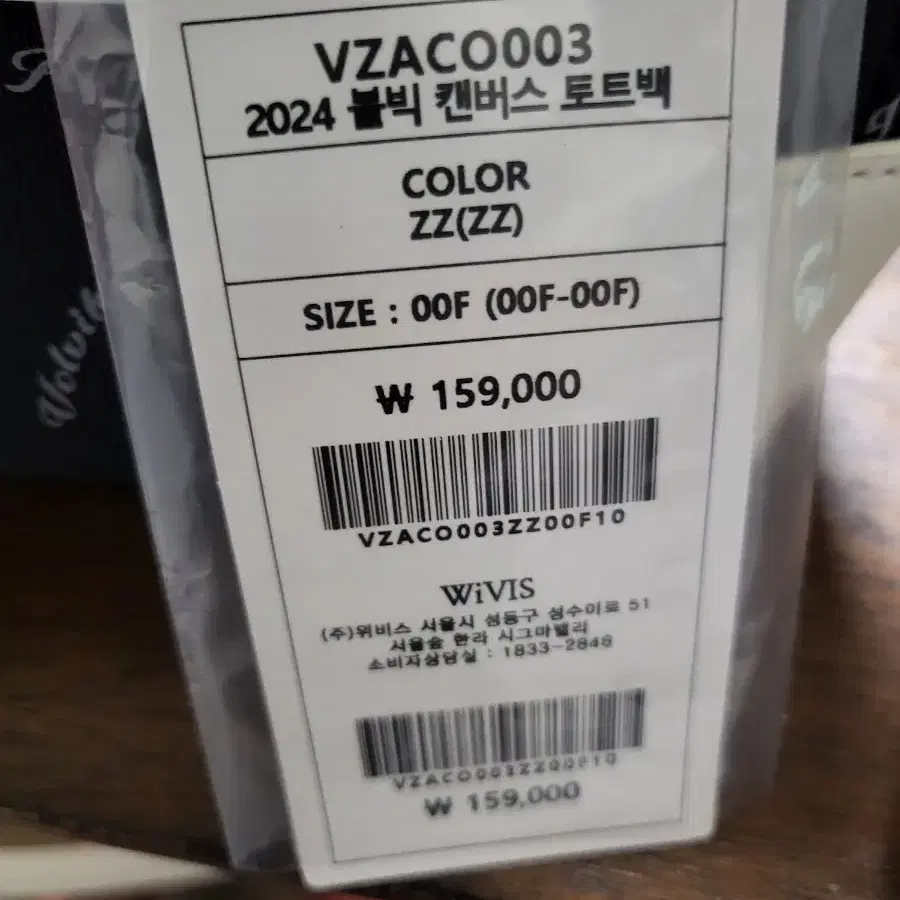 VZACO003
2024 볼빅 캔버스 토트백
COLOR
ZZ(ZZ)
SIZE : 00F (00F-00F)
₩ 159,000
VZACO003ZZ00F10
WiVIS
(주)위비스 서울시 성동구 성수이로 51
서울숲 한라 시그마밸리
소비자상담실 : 1833-2848
VZACO003ZZ00F10
₩ 159,000